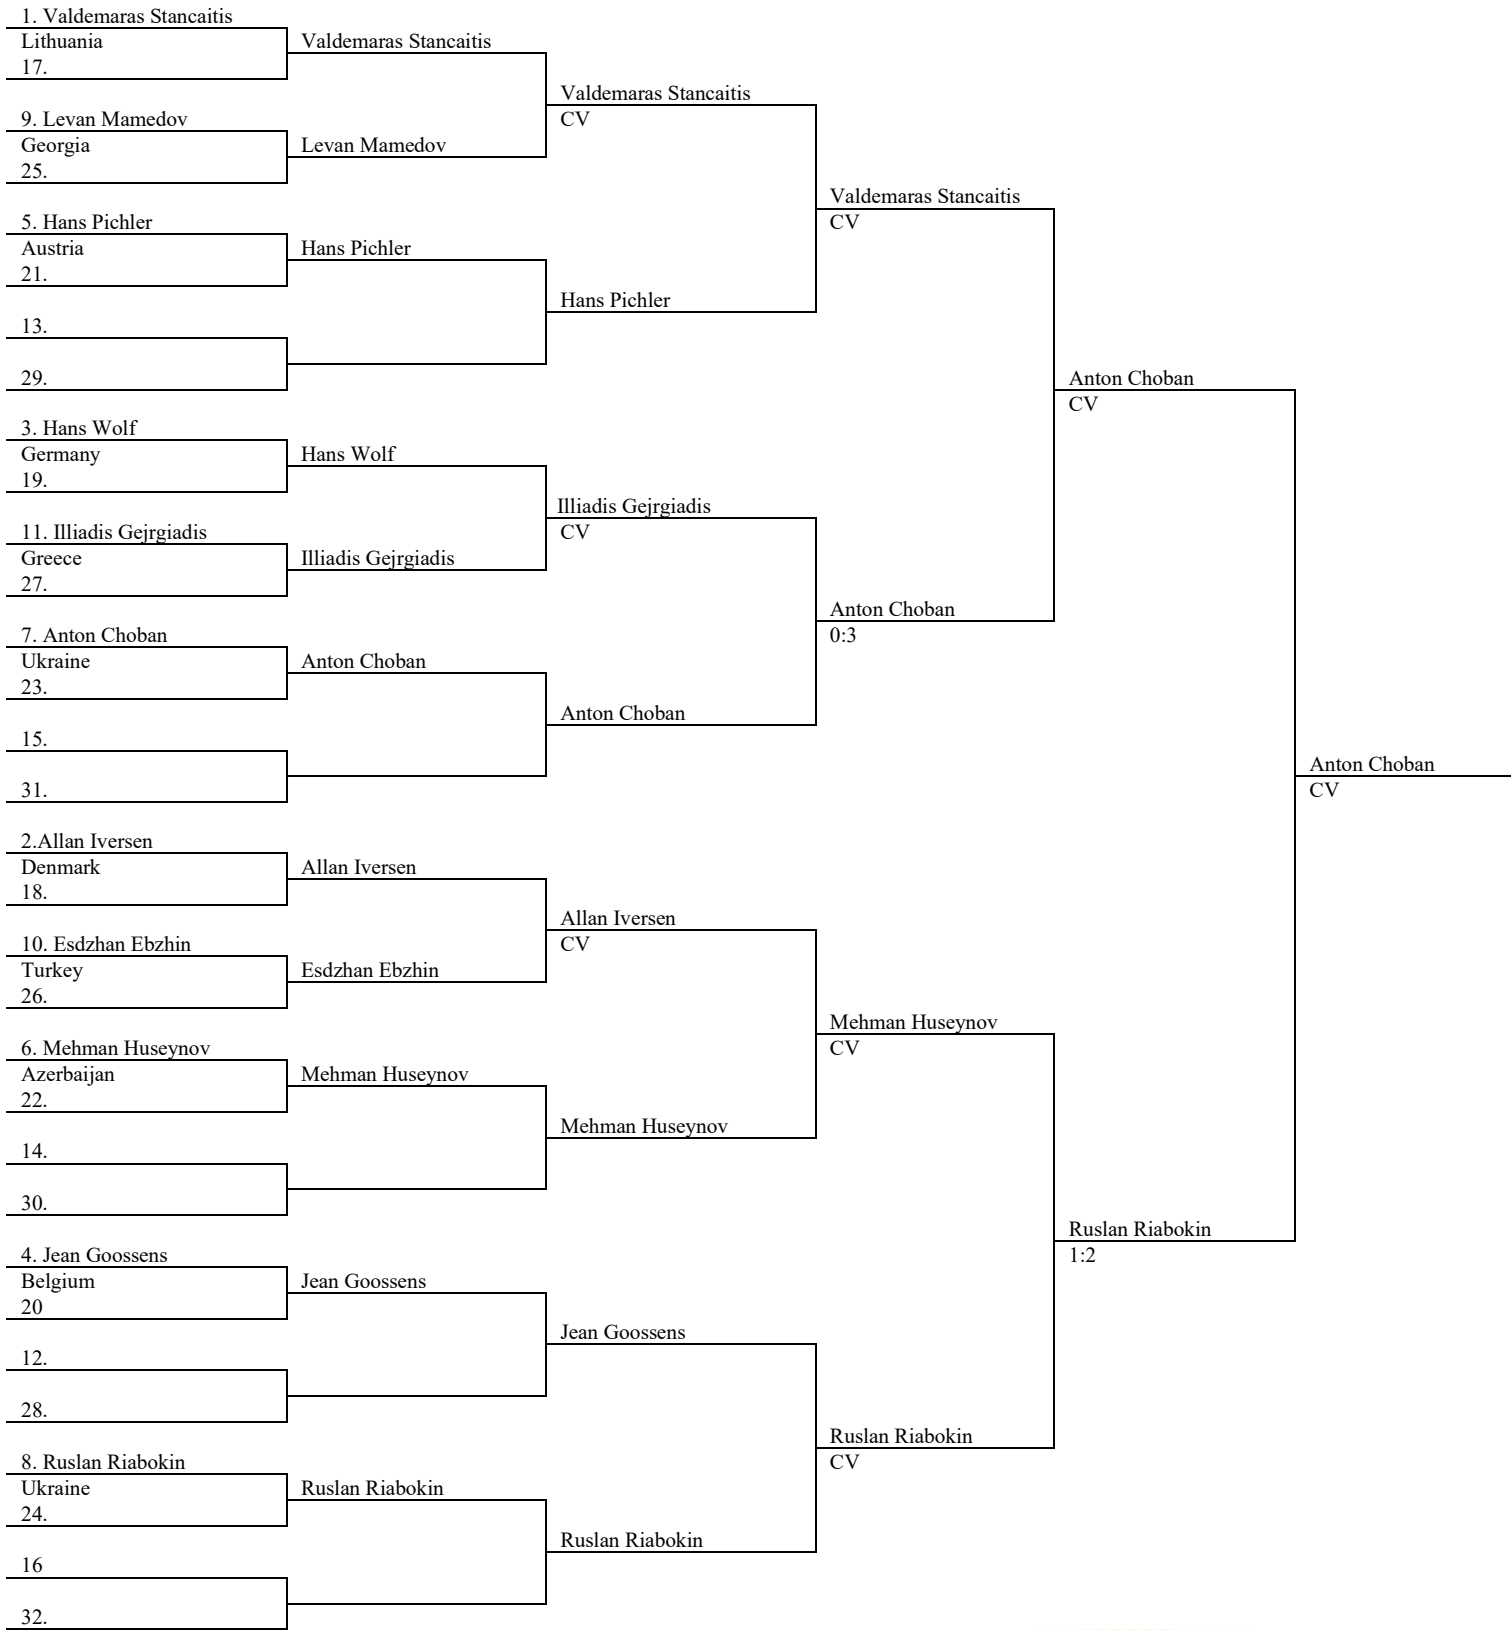 1. Valdemaras Stancaitis
Lithuania
17.
9. Levan Mamedov
Georgia
25.
5. Hans Pichler
Austria
21.
13.
29.
3. Hans Wolf
Germany
19.
11. Illiadis Gejrgiadis
Greece
27.
7. Anton Choban
Ukraine
23.
15.
31.
2.Allan Iversen
Denmark
18.
10. Esdzhan Ebzhin
Turkey
26.
6. Mehman Huseynov
Azerbaijan
22.
14.
30.
4. Jean Goossens
Belgium
20
12.
28.
8. Ruslan Riabokin
Ukraine
24.
16
32.
Valdemaras Stancaitis
Levan Mamedov
Hans Pichler
Hans Wolf
Illiadis Gejrgiadis
Anton Choban
Allan Iversen
Esdzhan Ebzhin
Mehman Huseynov
Jean Goossens
Ruslan Riabokin
Valdemaras Stancaitis
CV
Hans Pichler
Illiadis Gejrgiadis
CV
Anton Choban
Allan Iversen
CV
Mehman Huseynov
Jean Goossens
Ruslan Riabokin
Valdemaras Stancaitis
CV
Anton Choban
0:3
Mehman Huseynov
CV
Ruslan Riabokin
CV
Anton Choban
CV
Ruslan Riabokin
1:2
Anton Choban
CV